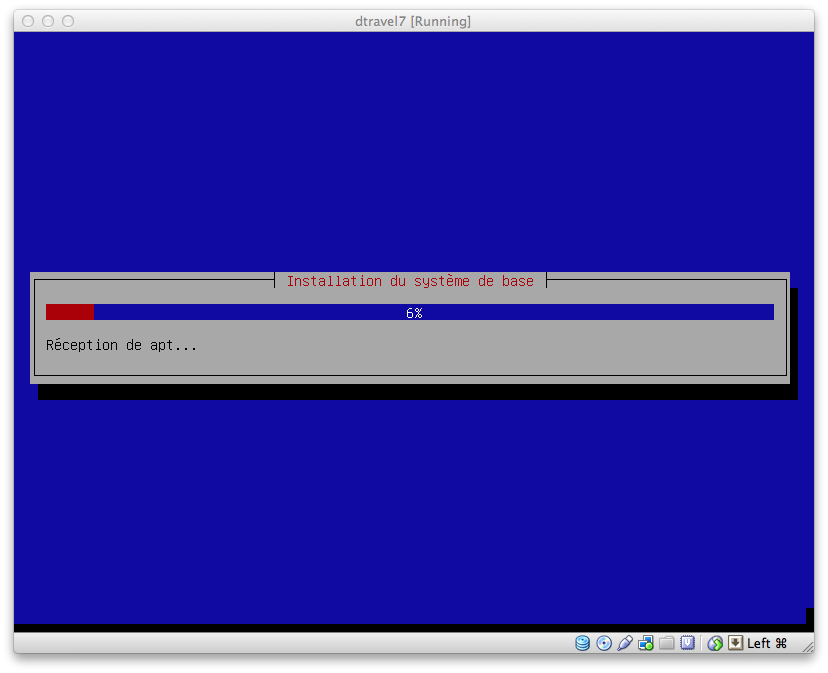 dtravel7 [Running]
Installation du système de base
6%
Réception de apt...
Left ⌘